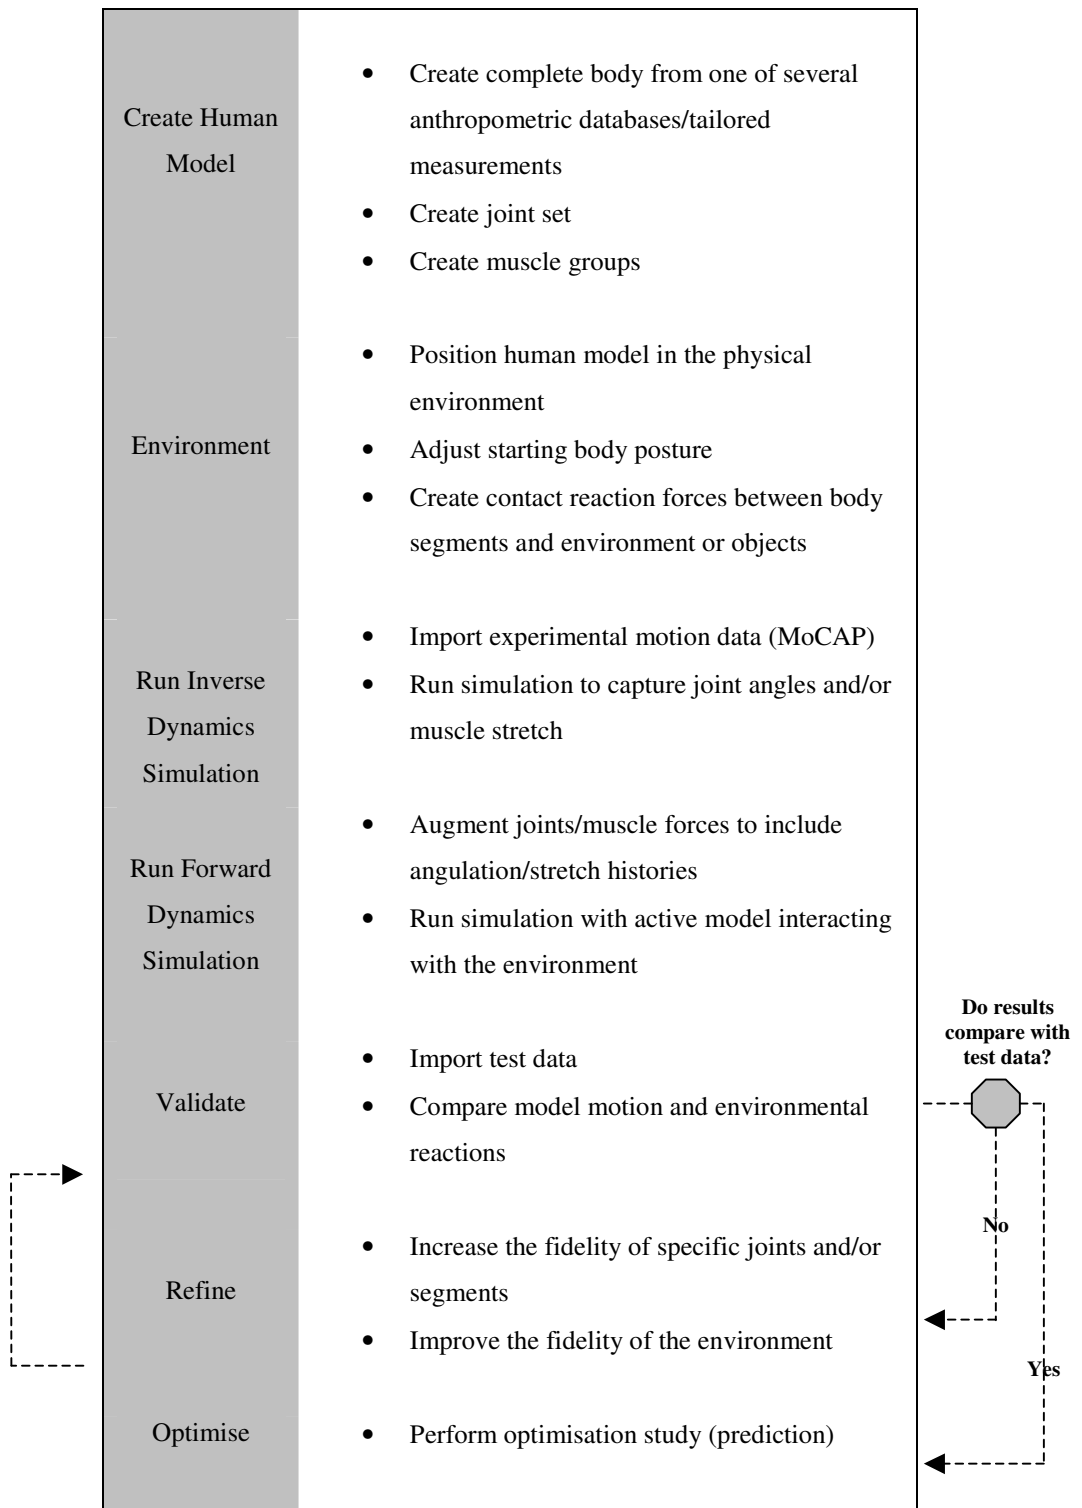 Create Human
Model
• Create complete body from one of several
anthropometric databases/tailored
measurements
• Create joint set
• Create muscle groups
Environment
• Position human model in the physical
environment
• Adjust starting body posture
• Create contact reaction forces between body
segments and environment or objects
Run Inverse
Dynamics
Simulation
• Import experimental motion data (MoCAP)
• Run simulation to capture joint angles and/or
muscle stretch
Run Forward
Dynamics
Simulation
• Augment joints/muscle forces to include
angulation/stretch histories
• Run simulation with active model interacting
with the environment
Validate
• Import test data
• Compare model motion and environmental
reactions
Do results
compare with
test data?
No
Yes
Refine
• Increase the fidelity of specific joints and/or
segments
• Improve the fidelity of the environment
Optimise
• Perform optimisation study (prediction)